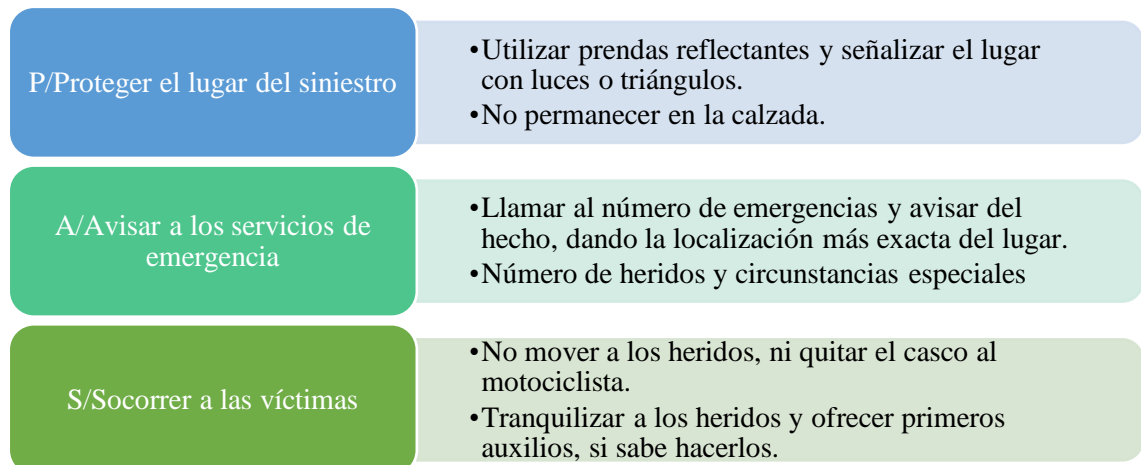 P/Proteger el lugar del siniestro
•Utilizar prendas reflectantes y señalizar el lugar
con luces o triángulos.
•No permanecer en la calzada.
A/Avisar a los servicios de
emergencia
•Llamar al número de emergencias y avisar del
hecho, dando la localización más exacta del lugar.
•Número de heridos y circunstancias especiales
S/Socorrer a las víctimas
•No mover a los heridos, ni quitar el casco al
motociclista.
•Tranquilizar a los heridos y ofrecer primeros
auxilios, si sabe hacerlos.